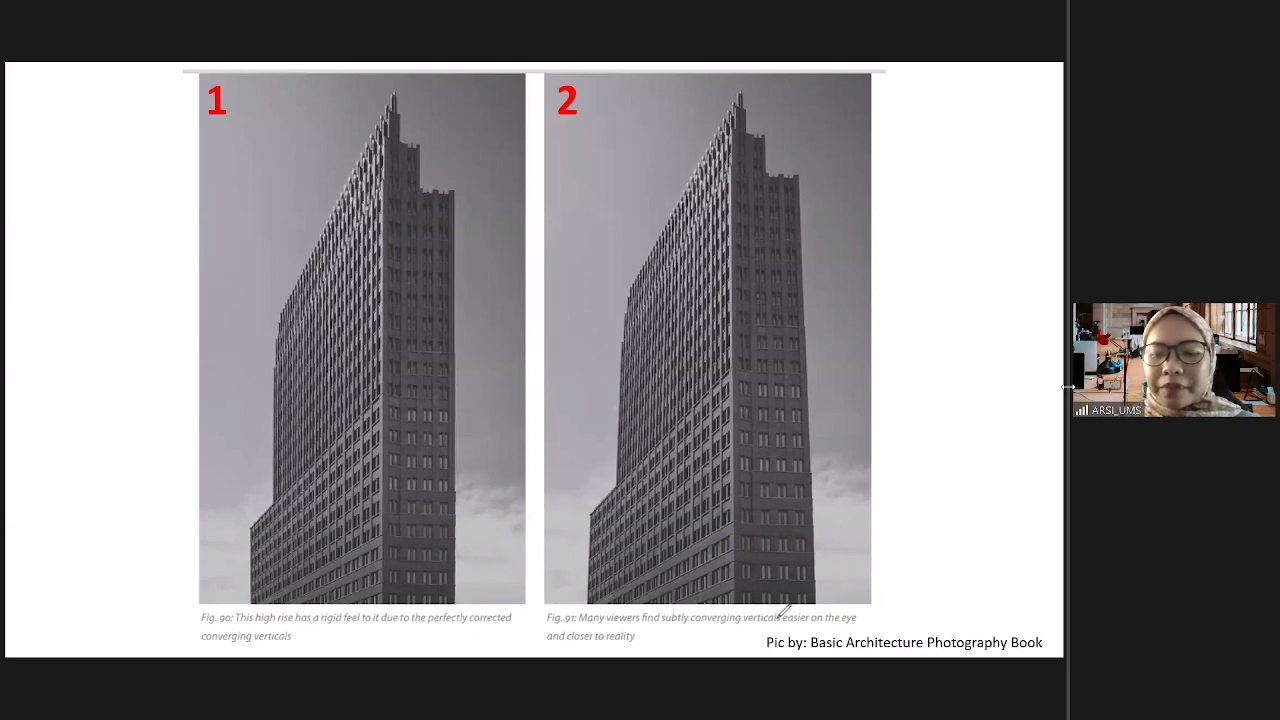 1
2
Fig. 90: This high rise has a rigid feel to it due to the perfectly corrected
converging verticals
Fig. 91: Many viewers find subtly converging verticals easier on the eye
and closer to reality
Pic by: Basic Architecture Photography Book
ARSI_UMS